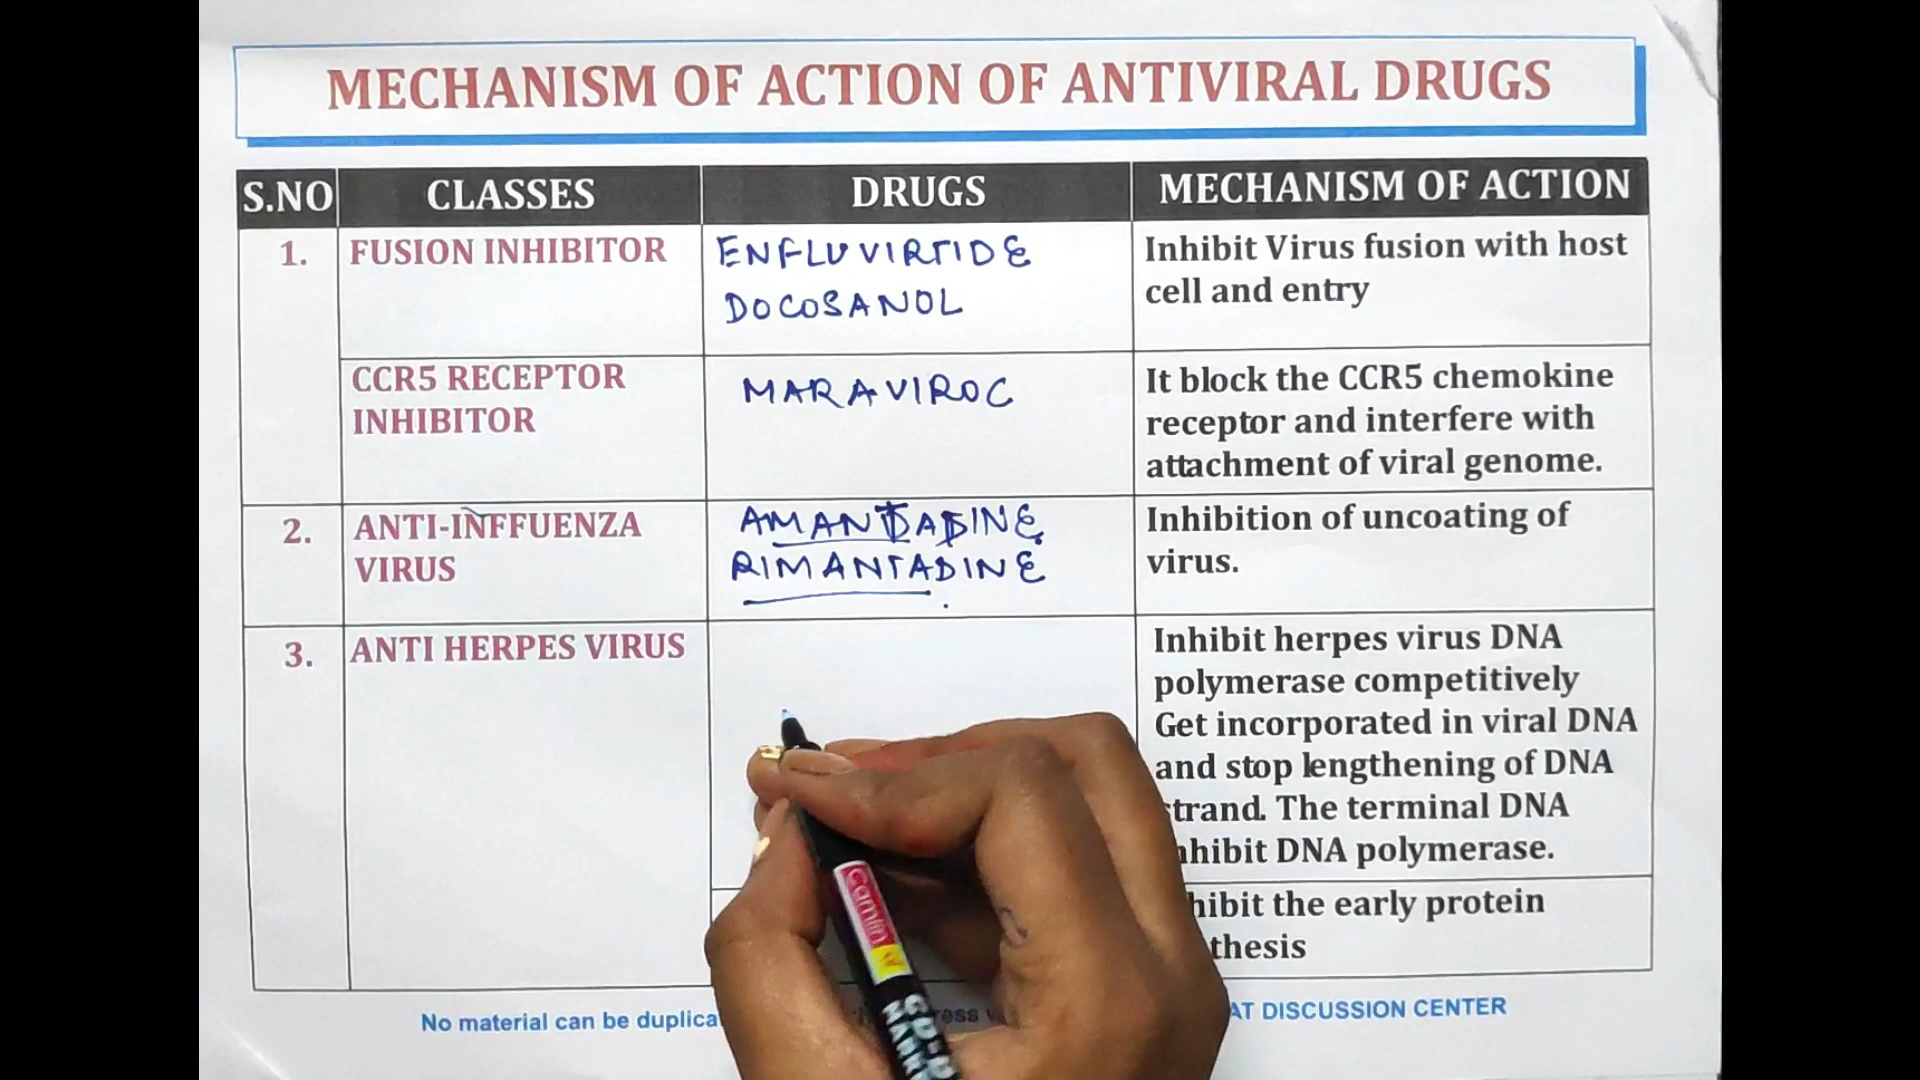 MECHANISM OF ACTION OF ANTIVIRAL DRUGS
S.NO CLASSES DRUGS MECHANISM OF ACTION
1. FUSION INHIBITOR
ENFLUVIRTIDE
DOCOSANOL
Inhibit Virus fusion with host
cell and entry
CCR5 RECEPTOR
INHIBITOR
MARAVIROC
It block the CCR5 chemokine
receptor and interfere with
attachment of viral genome.
2. ANTI-INFFUENZA
VIRUS
AMANTADINE
RIMANTADINE
Inhibition of uncoating of
virus.
3. ANTI HERPES VIRUS
Inhibit herpes virus DNA
polymerase competitively
Get incorporated in viral DNA
and stop lengthening of DNA
trand. The terminal DNA
hibit DNA polymerase.
hibit the early protein
thesis
No material can be duplica
ess
AT DISCUSSION CENTER
Camlin
CD-
MARK